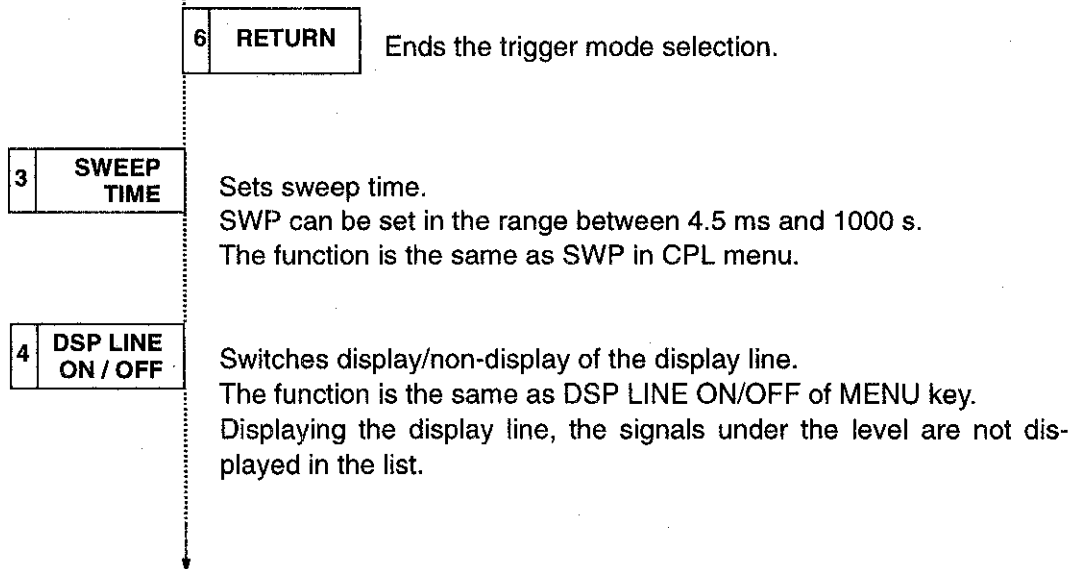 6 RETURN Ends the trigger mode selection.
3 SWEEP
TIME
Sets sweep time.
SWP can be set in the range between 4.5 ms and 1000 s.
The function is the same as SWP in CPL menu.
4 DSP LINE
ON / OFF
Switches display/non-display of the display line.
The function is the same as DSP LINE ON/OFF of MENU key.
Displaying the display line, the signals under the level are not dis-
played in the list.